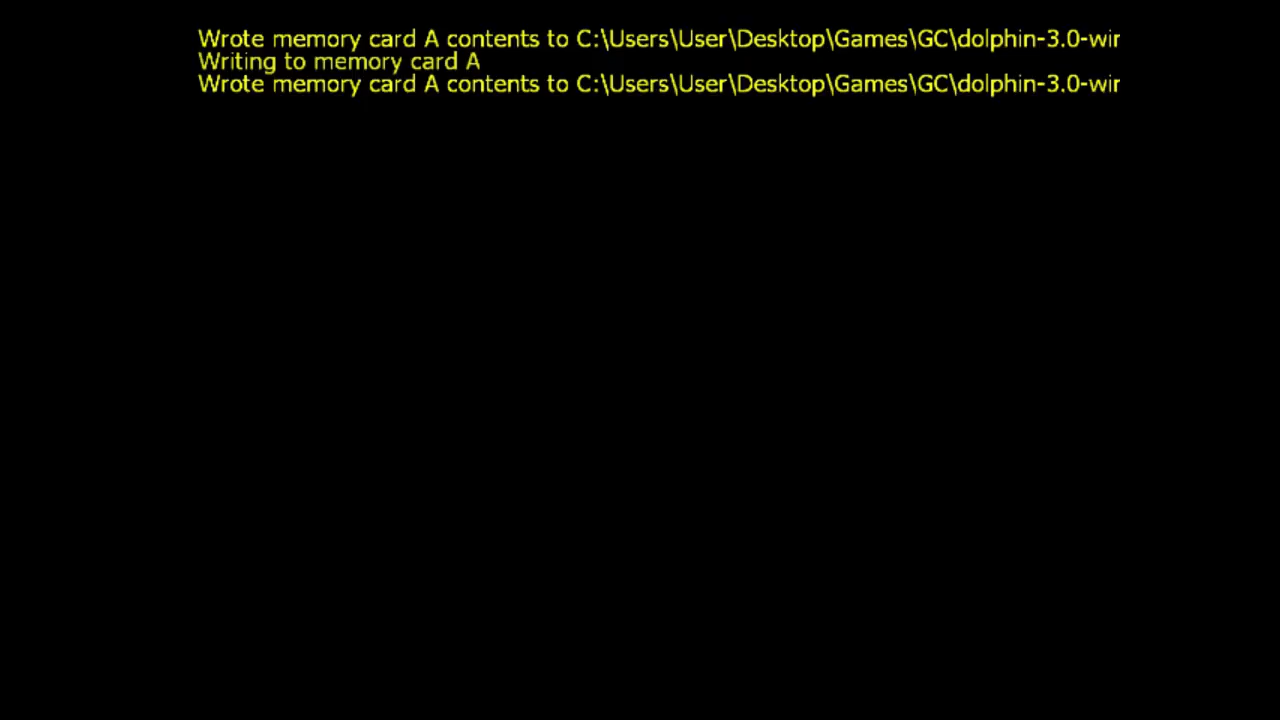 Wrote memory card A contents to C:\Users\User\Desktop\Games\GC\dolphin-3.0-wir
Writing to memory card A
Wrote memory card A contents to C:\Users\User\Desktop\Games\GC\dolphin-3.0-wir